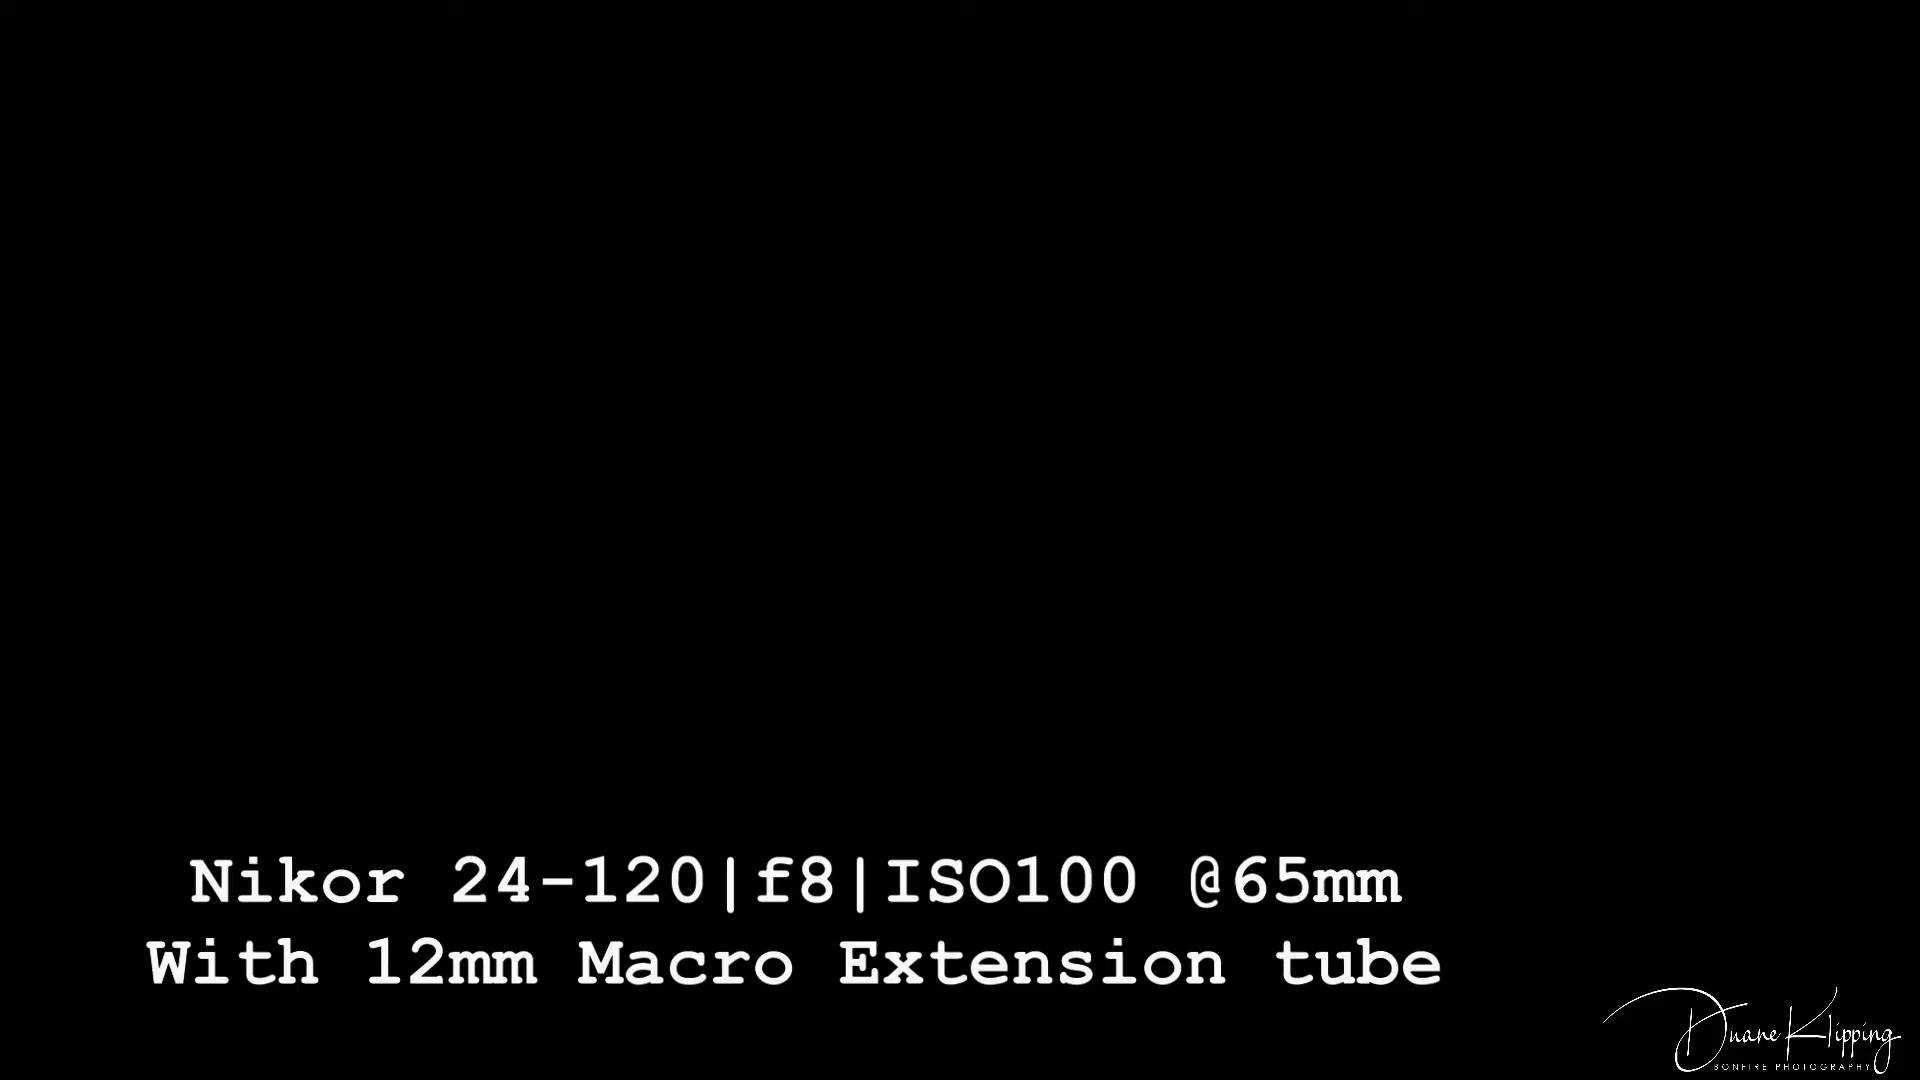 Nikor 24-120|f8|ISO100 @65mm
With 12mm Macro Extension tube
Duane Klipping
BONFIRE PHOTOGRAPHY